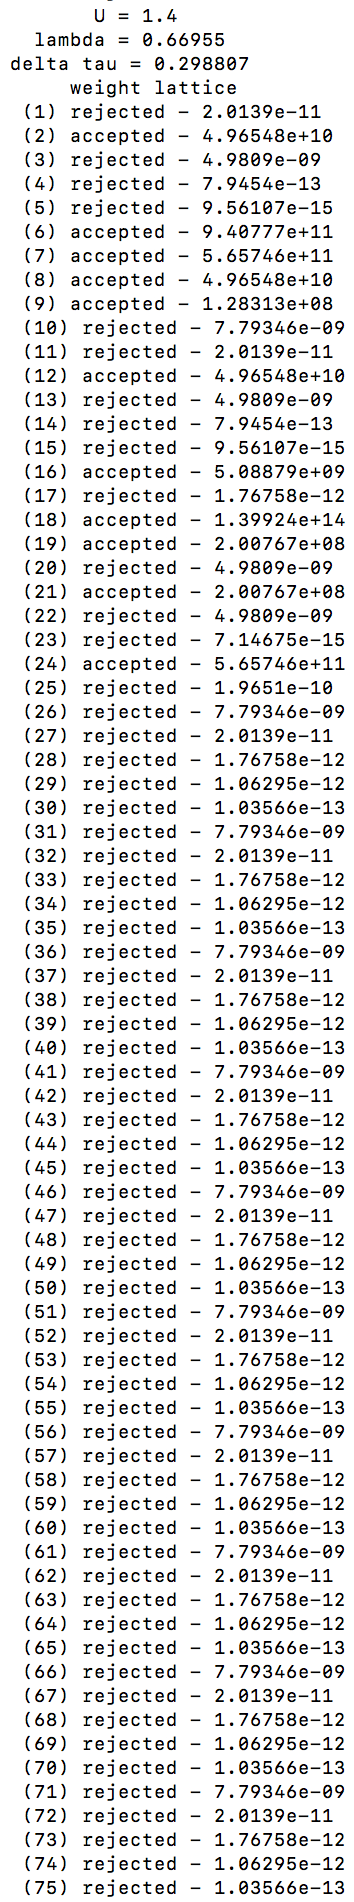 U = 1.4
lambda = 0.66955
delta tau = 0.298807
weight lattice
(1) rejected - 2.0139e-11
(2) accepted - 4.96548e+10
(3) rejected - 4.9809e-09
(4) rejected - 7.9454e-13
(5) rejected - 9.56107e-15
(6) accepted - 9.40777e+11
(7) accepted - 5.65746e+11
(8) accepted - 4.96548e+10
(9) accepted - 1.28313e+08
(10) rejected - 7.79346e-09
(11) rejected - 2.0139e-11
(12) accepted - 4.96548e+10
(13) rejected - 4.9809e-09
(14) rejected - 7.9454e-13
(15) rejected - 9.56107e-15
(16) accepted - 5.08879e+09
(17) rejected - 1.76758e-12
(18) accepted - 1.39924e+14
(19) accepted - 2.00767e+08
(20) rejected - 4.9809e-09
(21) accepted - 2.00767e+08
(22) rejected - 4.9809e-09
(23) rejected - 7.14675e-15
(24) accepted - 5.65746e+11
(25) rejected - 1.9651e-10
(26) rejected - 7.79346e-09
(27) rejected - 2.0139e-11
(28) rejected - 1.76758e-12
(29) rejected - 1.06295e-12
(30) rejected - 1.03566e-13
(31) rejected - 7.79346e-09
(32) rejected - 2.0139e-11
(33) rejected - 1.76758e-12
(34) rejected - 1.06295e-12
(35) rejected - 1.03566e-13
(36) rejected - 7.79346e-09
(37) rejected - 2.0139e-11
(38) rejected - 1.76758e-12
(39) rejected - 1.06295e-12
(40) rejected - 1.03566e-13
(41) rejected - 7.79346e-09
(42) rejected - 2.0139e-11
(43) rejected - 1.76758e-12
(44) rejected - 1.06295e-12
(45) rejected - 1.03566e-13
(46) rejected - 7.79346e-09
(47) rejected - 2.0139e-11
(48) rejected - 1.76758e-12
(49) rejected - 1.06295e-12
(50) rejected - 1.03566e-13
(51) rejected - 7.79346e-09
(52) rejected - 2.0139e-11
(53) rejected - 1.76758e-12
(54) rejected - 1.06295e-12
(55) rejected - 1.03566e-13
(56) rejected - 7.79346e-09
(57) rejected - 2.0139e-11
(58) rejected - 1.76758e-12
(59) rejected - 1.06295e-12
(60) rejected - 1.03566e-13
(61) rejected - 7.79346e-09
(62) rejected - 2.0139e-11
(63) rejected - 1.76758e-12
(64) rejected - 1.06295e-12
(65) rejected - 1.03566e-13
(66) rejected - 7.79346e-09
(67) rejected - 2.0139e-11
(68) rejected - 1.76758e-12
(69) rejected - 1.06295e-12
(70) rejected - 1.03566e-13
(71) rejected - 7.79346e-09
(72) rejected - 2.0139e-11
(73) rejected - 1.76758e-12
(74) rejected - 1.06295e-12
(75) rejected - 1.03566e-13